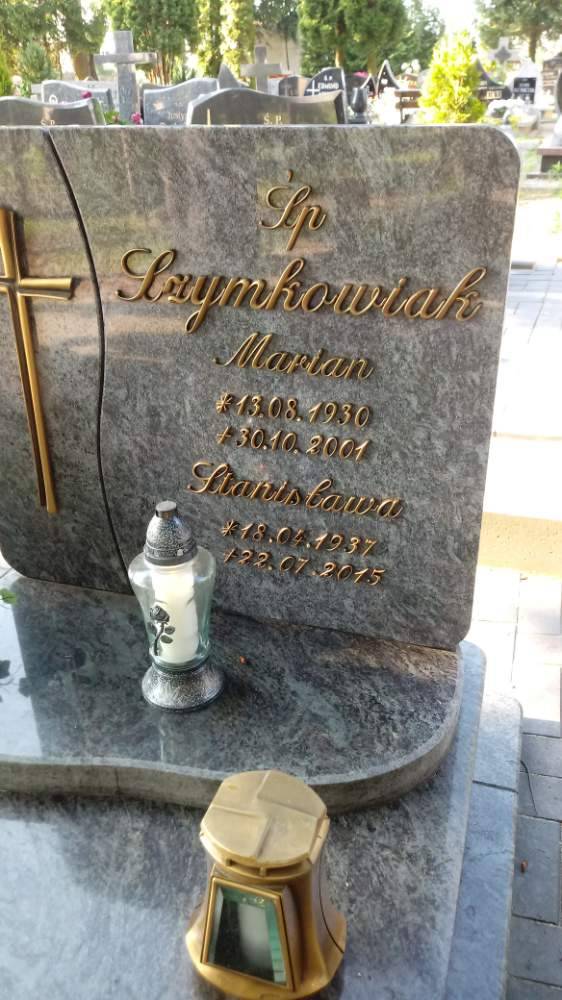 Śp
Szymkowiak
Marian
*13.08.1930
+30.10.2001
Stanisława
*18.04.1937
+22.07.2015
Ś.P.